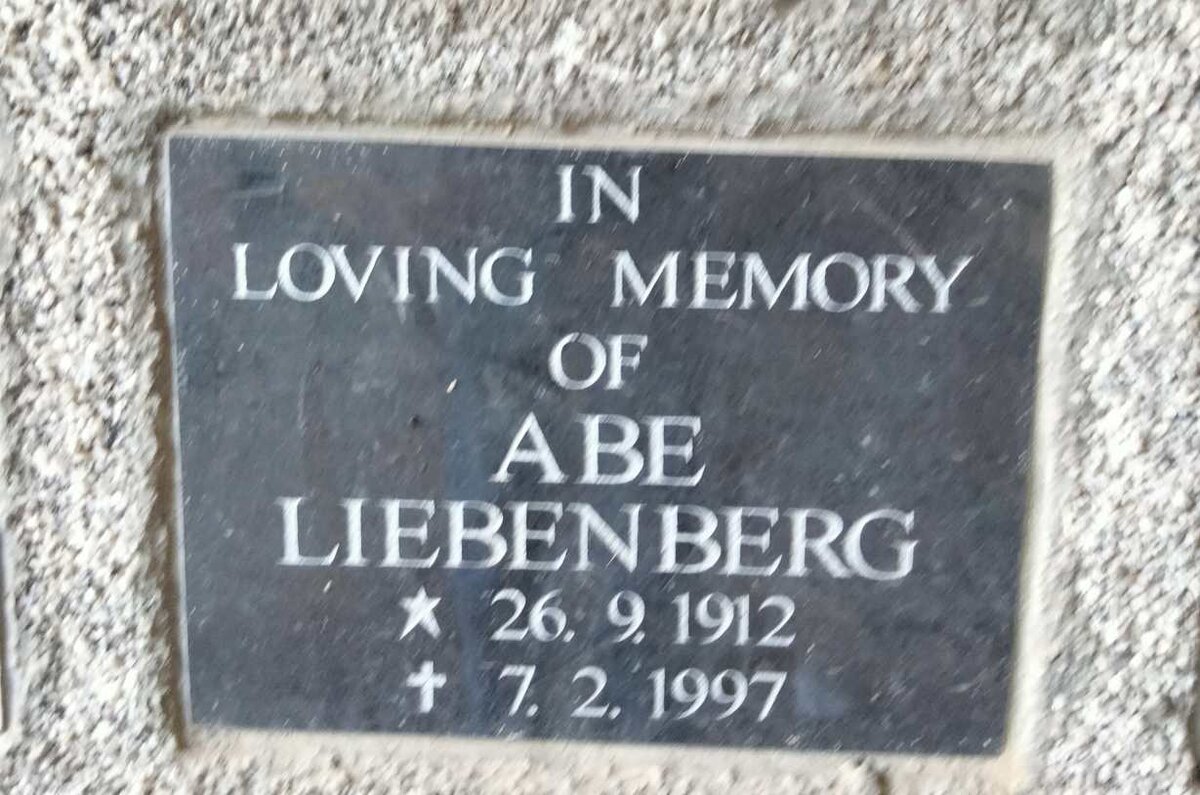 IN
LOVING MEMORY
OF
ABE
LIEBENBERG
★ 26. 9. 1912
✝ 7. 2. 1997